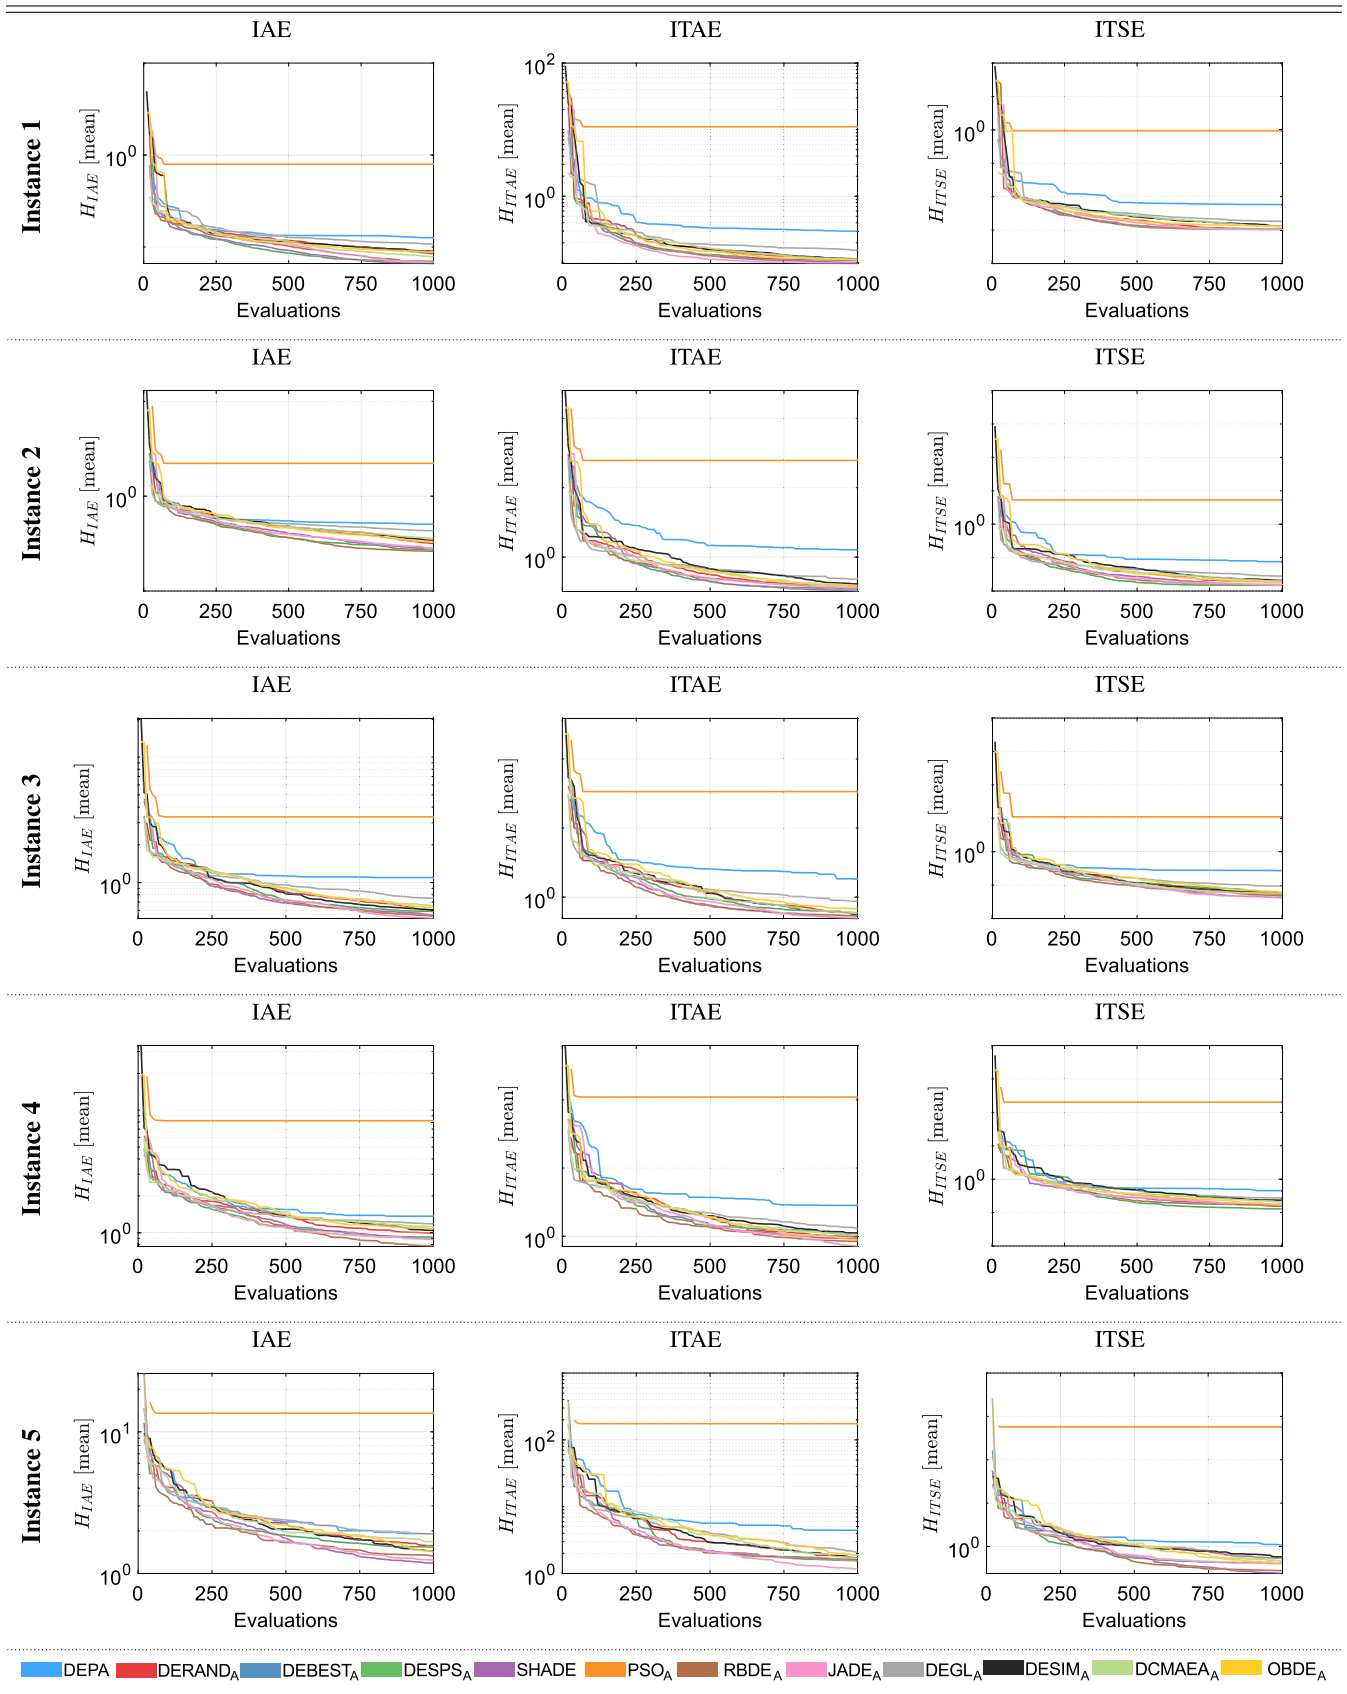 IAE ITAE ITSE
Instance 1
H_IAE [mean] 10^0
0 250 500 750 1000
Evaluations
H_ITAE [mean] 10^2 10^0
0 250 500 750 1000
Evaluations
H_ITSE [mean] 10^0
0 250 500 750 1000
Evaluations
IAE ITAE ITSE
Instance 2
H_IAE [mean] 10^0
0 250 500 750 1000
Evaluations
H_ITAE [mean] 10^0
0 250 500 750 1000
Evaluations
H_ITSE [mean] 10^0
0 250 500 750 1000
Evaluations
IAE ITAE ITSE
Instance 3
H_IAE [mean] 10^0
0 250 500 750 1000
Evaluations
H_ITAE [mean] 10^0
0 250 500 750 1000
Evaluations
H_ITSE [mean] 10^0
0 250 500 750 1000
Evaluations
IAE ITAE ITSE
Instance 4
H_IAE [mean] 10^0
0 250 500 750 1000
Evaluations
H_ITAE [mean] 10^0
0 250 500 750 1000
Evaluations
H_ITSE [mean] 10^0
0 250 500 750 1000
Evaluations
IAE ITAE ITSE
Instance 5
H_IAE [mean] 10^1 10^0
0 250 500 750 1000
Evaluations
H_ITAE [mean] 10^2 10^0
0 250 500 750 1000
Evaluations
H_ITSE [mean] 10^0
0 250 500 750 1000
Evaluations
DEPA DERAND_A DEBEST_A DESPS_A SHADE PSO_A RBDE_A JADE_A DEGL_A DESIM_A DCMAEA_A OBDE_A